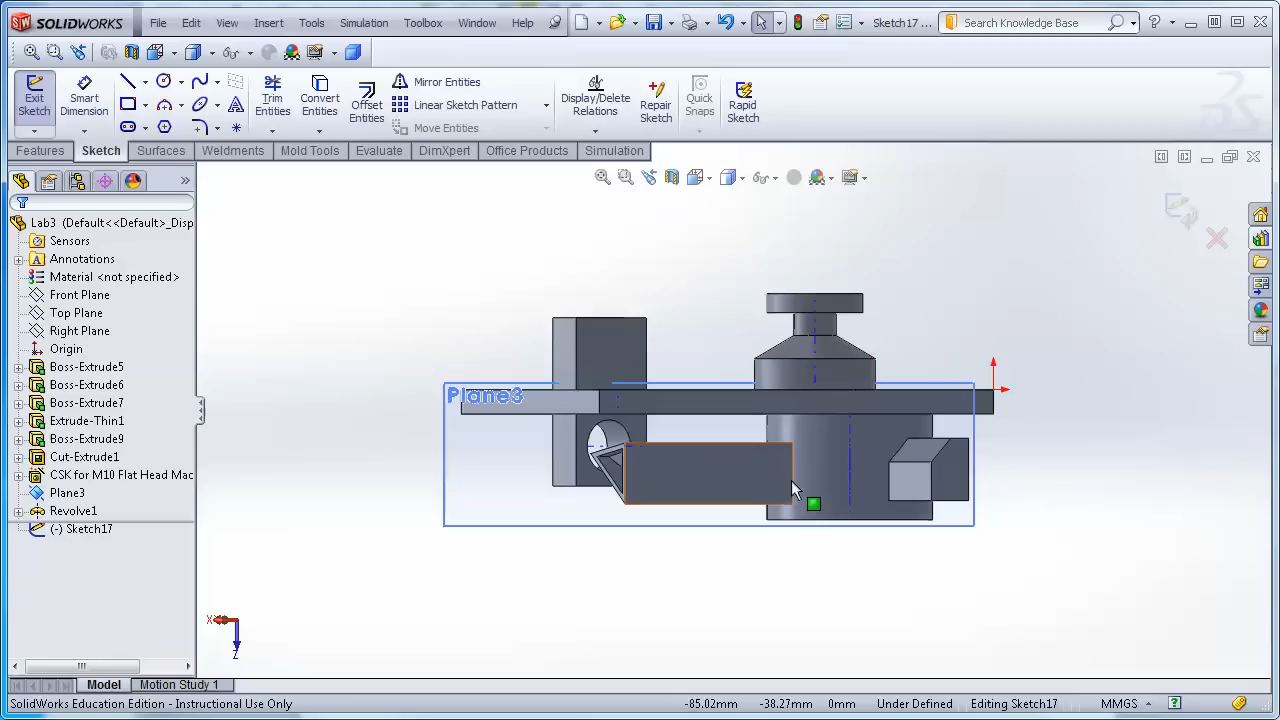 SOLIDWORKS File Edit View Insert Tools Simulation Toolbox Window Help Sketch17 ... Search Knowledge Base ?
Exit Sketch
Smart Dimension
Trim Entities
Convert Entities
Offset Entities
Mirror Entities
Linear Sketch Pattern
Move Entities
Display/Delete Relations
Repair Sketch
Quick Snaps
Rapid Sketch
Features Sketch Surfaces Weldments Mold Tools Evaluate DimXpert Office Products Simulation
Lab3 (Default<<Default>_Disp
Sensors
Annotations
Material <not specified>
Front Plane
Top Plane
Right Plane
Origin
Boss-Extrude5
Boss-Extrude6
Boss-Extrude7
Extrude-Thin1
Boss-Extrude9
Cut-Extrude1
CSK for M10 Flat Head Mac
Plane3
Revolve1
(-) Sketch17
Plane3
X
Z
Model Motion Study 1
SolidWorks Education Edition - Instructional Use Only -85.02mm -38.27mm 0mm Under Defined Editing Sketch17 MMGS ?